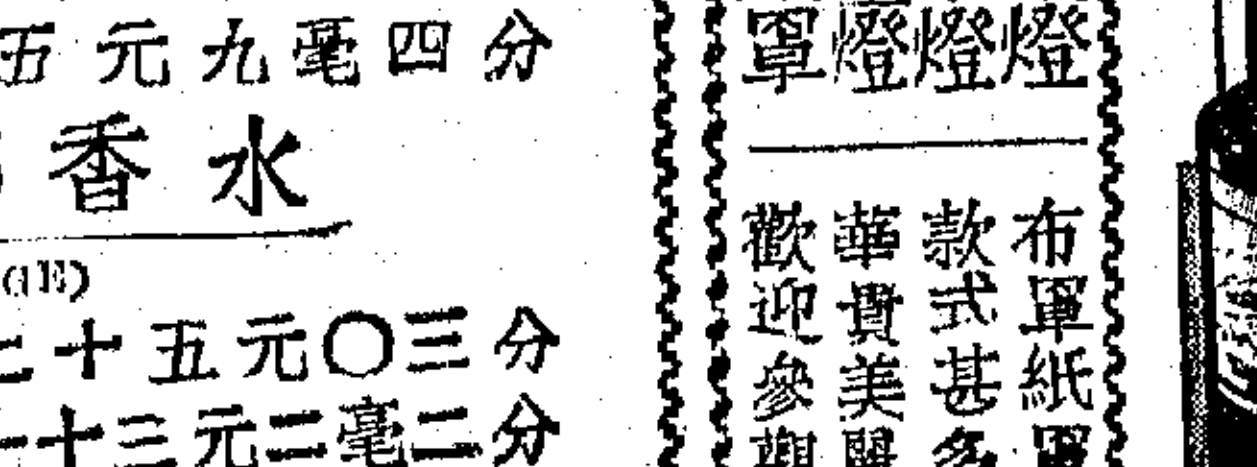 五元九毫四分
香水
GE)
七十五元〇三分
十三元二毫二分
燈
燈
燈
罩
布罩紙罩
款式甚多
華貴美麗
歡迎參觀